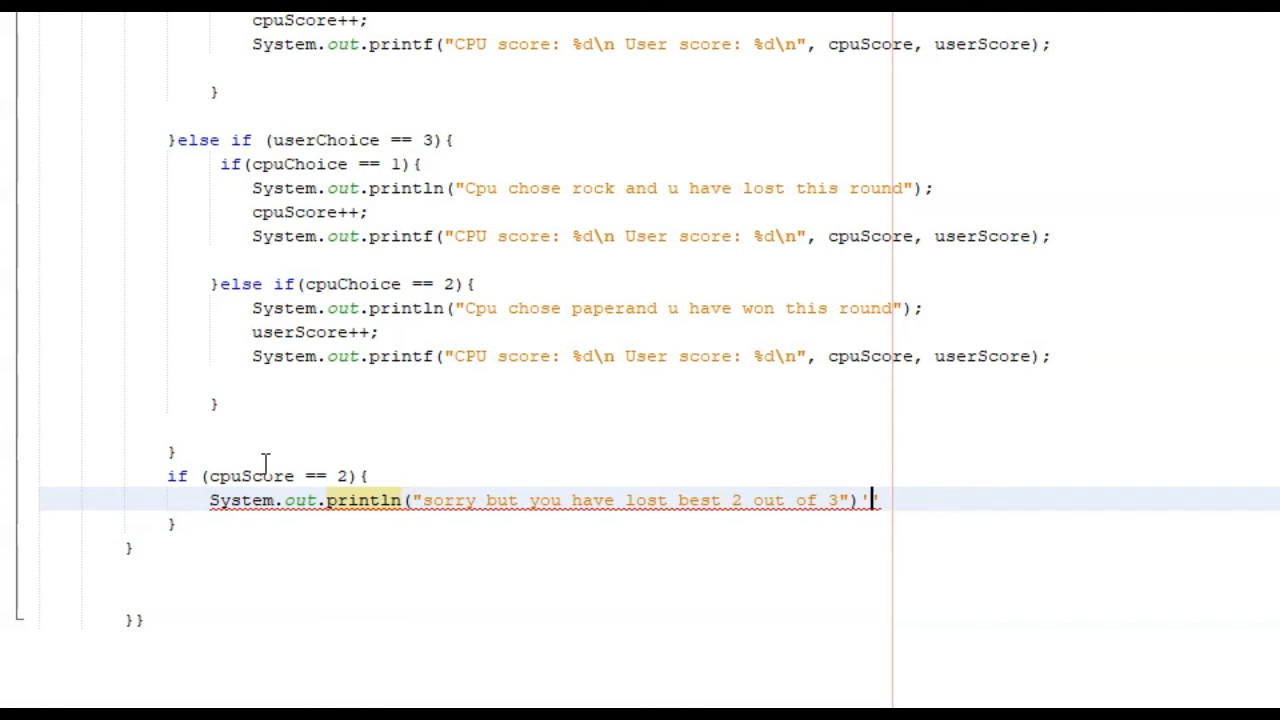 cpuScore++;
System.out.printf("CPU score: %d\n User score: %d\n", cpuScore, userScore);
}
}else if (userChoice == 3){
if(cpuChoice == 1){
System.out.println("Cpu chose rock and u have lost this round");
cpuScore++;
System.out.printf("CPU score: %d\n User score: %d\n", cpuScore, userScore);
}else if(cpuChoice == 2){
System.out.println("Cpu chose paperand u have won this round");
userScore++;
System.out.printf("CPU score: %d\n User score: %d\n", cpuScore, userScore);
}
}
if (cpuScore == 2){
System.out.println("sorry but you have lost best 2 out of 3")''
}
}
}}